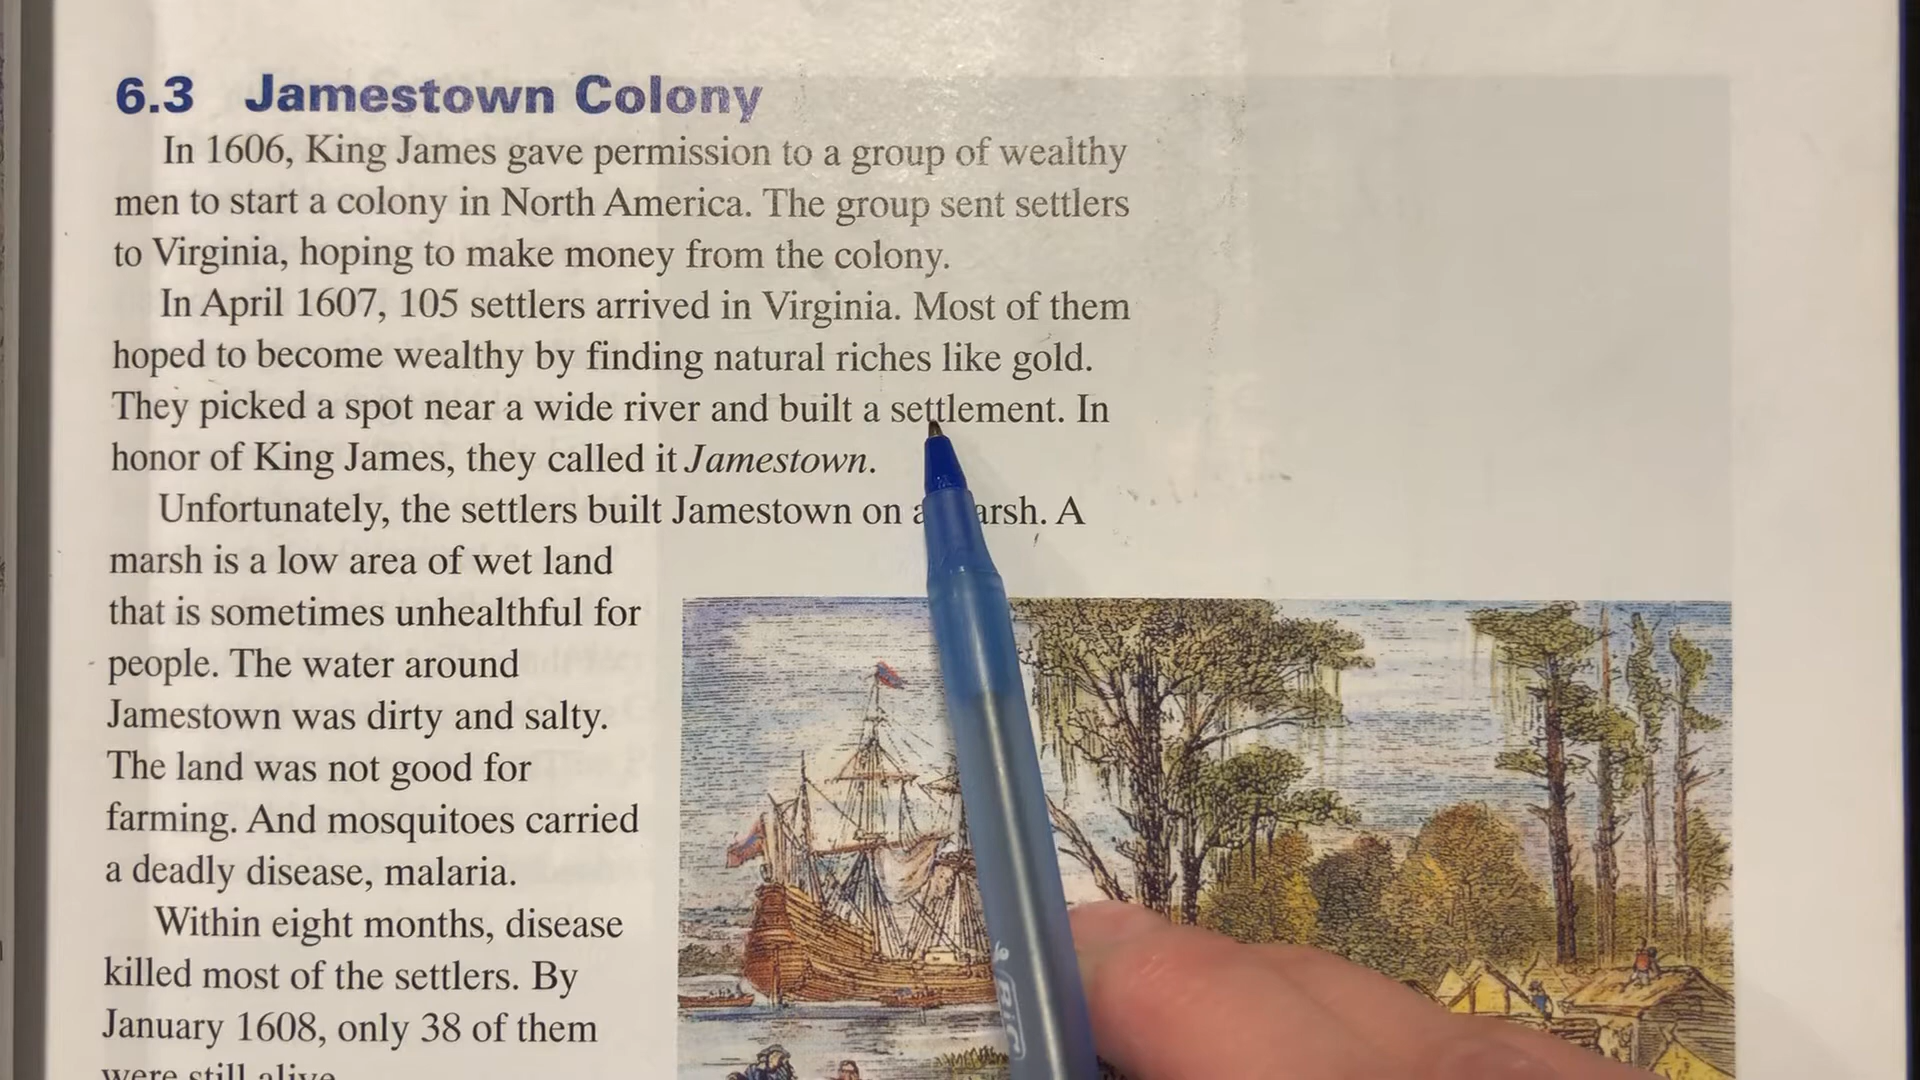 6.3 Jamestown Colony
In 1606, King James gave permission to a group of wealthy
men to start a colony in North America. The group sent settlers
to Virginia, hoping to make money from the colony.
In April 1607, 105 settlers arrived in Virginia. Most of them
hoped to become wealthy by finding natural riches like gold.
They picked a spot near a wide river and built a settlement. In
honor of King James, they called it Jamestown.
Unfortunately, the settlers built Jamestown on a marsh. A
marsh is a low area of wet land
that is sometimes unhealthful for
people. The water around
Jamestown was dirty and salty.
The land was not good for
farming. And mosquitoes carried
a deadly disease, malaria.
Within eight months, disease
killed most of the settlers. By
January 1608, only 38 of them
were still alive.
BIC